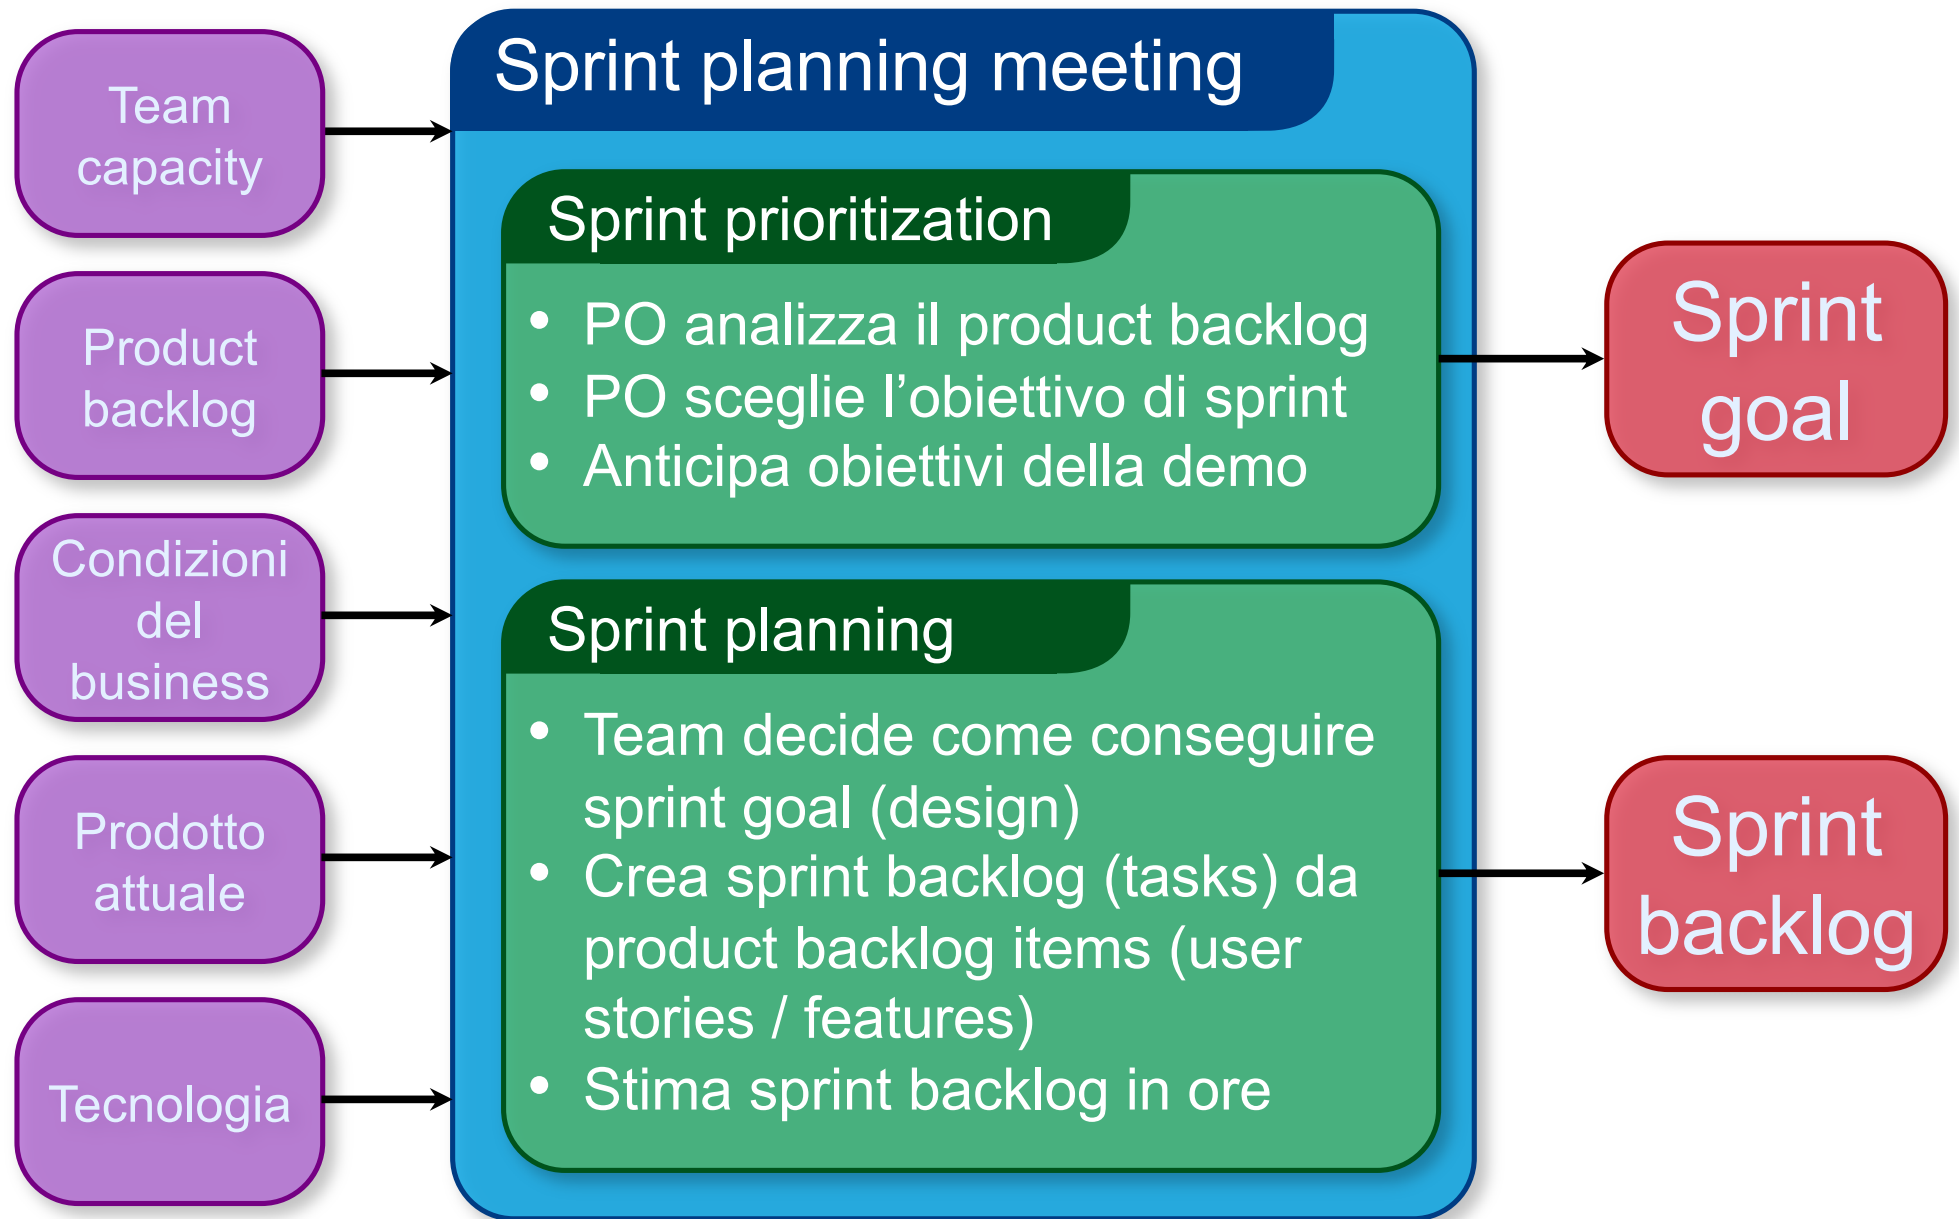 Team
capacity
Product
backlog
Condizioni
del
business
Prodotto
attuale
Tecnologia
Sprint planning meeting
Sprint prioritization
• PO analizza il product backlog
• PO sceglie l’obiettivo di sprint
• Anticipa obiettivi della demo
Sprint planning
• Team decide come conseguire
sprint goal (design)
• Crea sprint backlog (tasks) da
product backlog items (user
stories / features)
• Stima sprint backlog in ore
Sprint
goal
Sprint
backlog